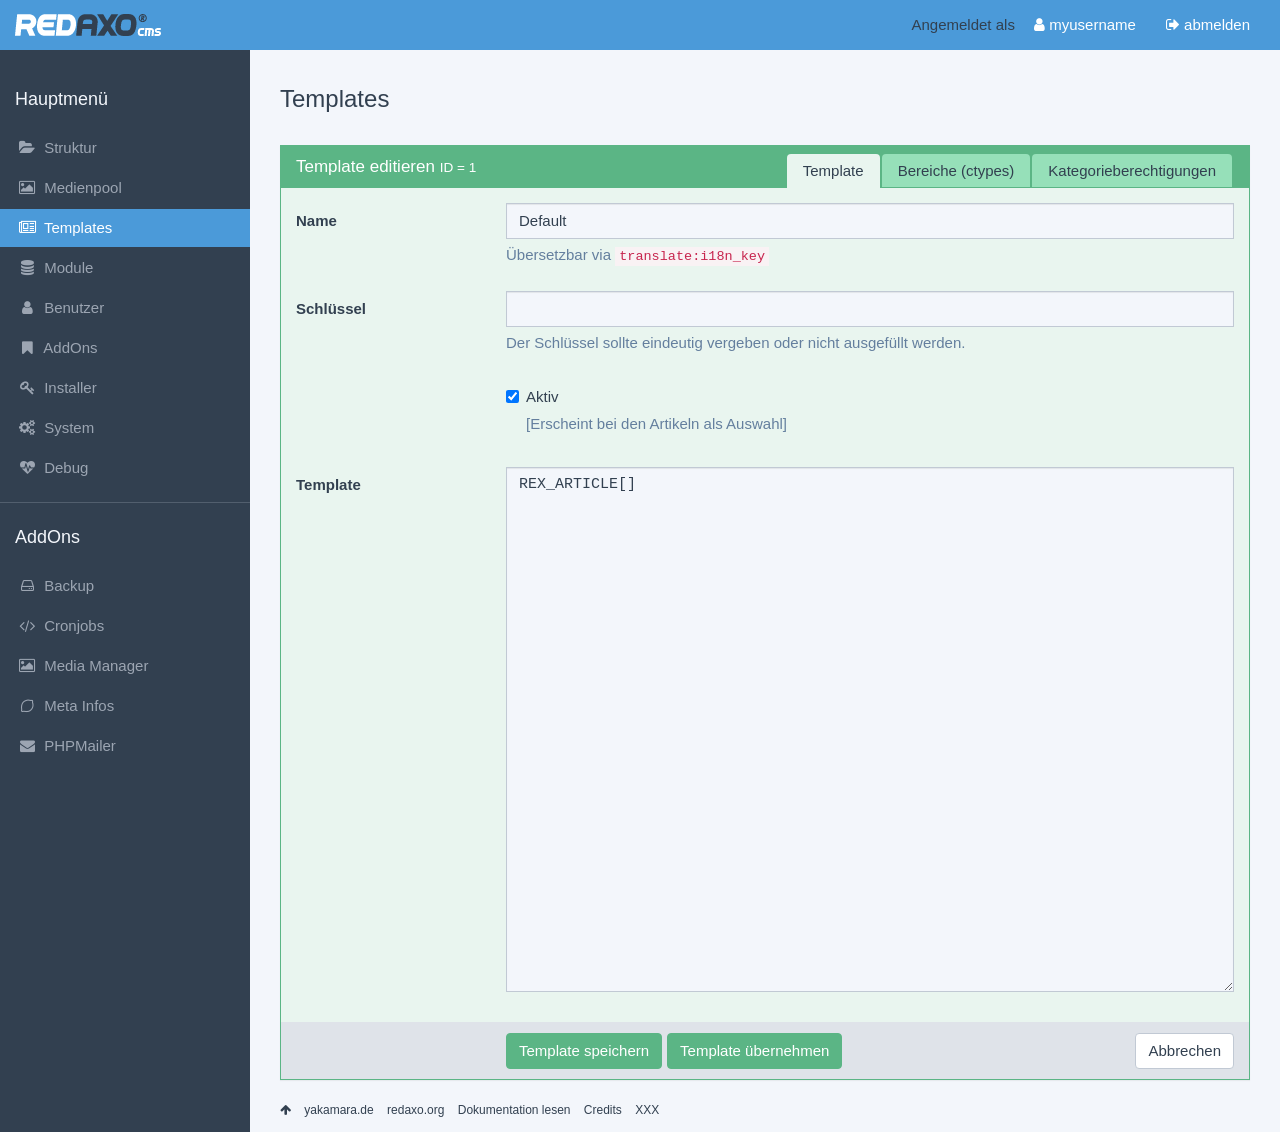 REDAXO® cms
Angemeldet als myusername abmelden
Hauptmenü
Struktur
Medienpool
Templates
Module
Benutzer
AddOns
Installer
System
Debug
AddOns
Backup
Cronjobs
Media Manager
Meta Infos
PHPMailer
Templates
Template editieren ID = 1
Template Bereiche (ctypes) Kategorieberechtigungen
Name Default
Übersetzbar via translate:i18n_key
Schlüssel
Der Schlüssel sollte eindeutig vergeben oder nicht ausgefüllt werden.
Aktiv
[Erscheint bei den Artikeln als Auswahl]
Template REX_ARTICLE[]
Template speichern Template übernehmen Abbrechen
yakamara.de redaxo.org Dokumentation lesen Credits XXX